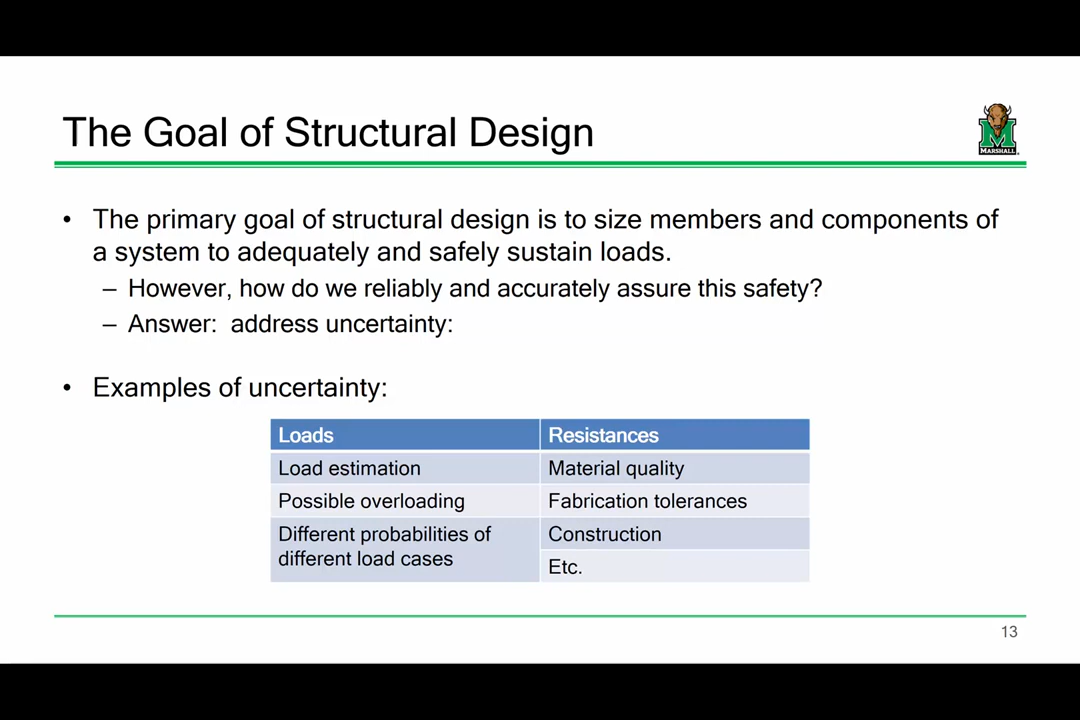 The Goal of Structural Design
MARSHALL
• The primary goal of structural design is to size members and components of
a system to adequately and safely sustain loads.
– However, how do we reliably and accurately assure this safety?
– Answer:  address uncertainty:
• Examples of uncertainty:
Loads
Resistances
Load estimation
Material quality
Possible overloading
Fabrication tolerances
Different probabilities of
different load cases
Construction
Etc.
13